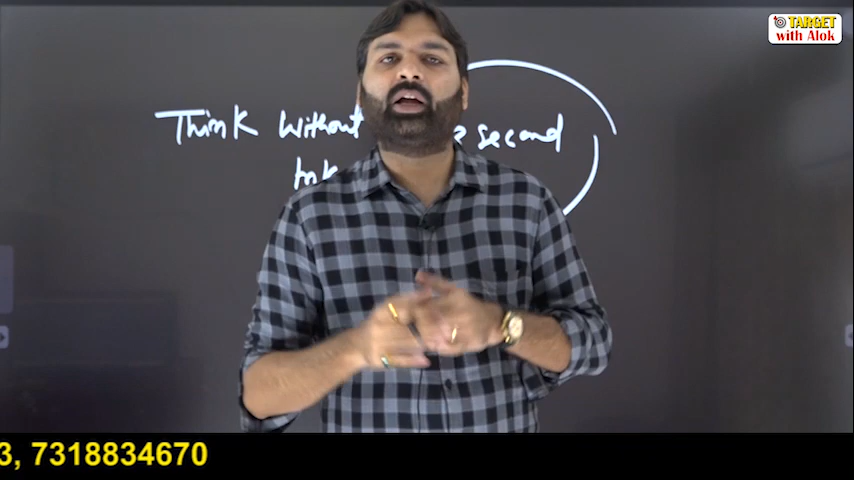 TARGET
with Alok
Think Without
second
3, 7318834670